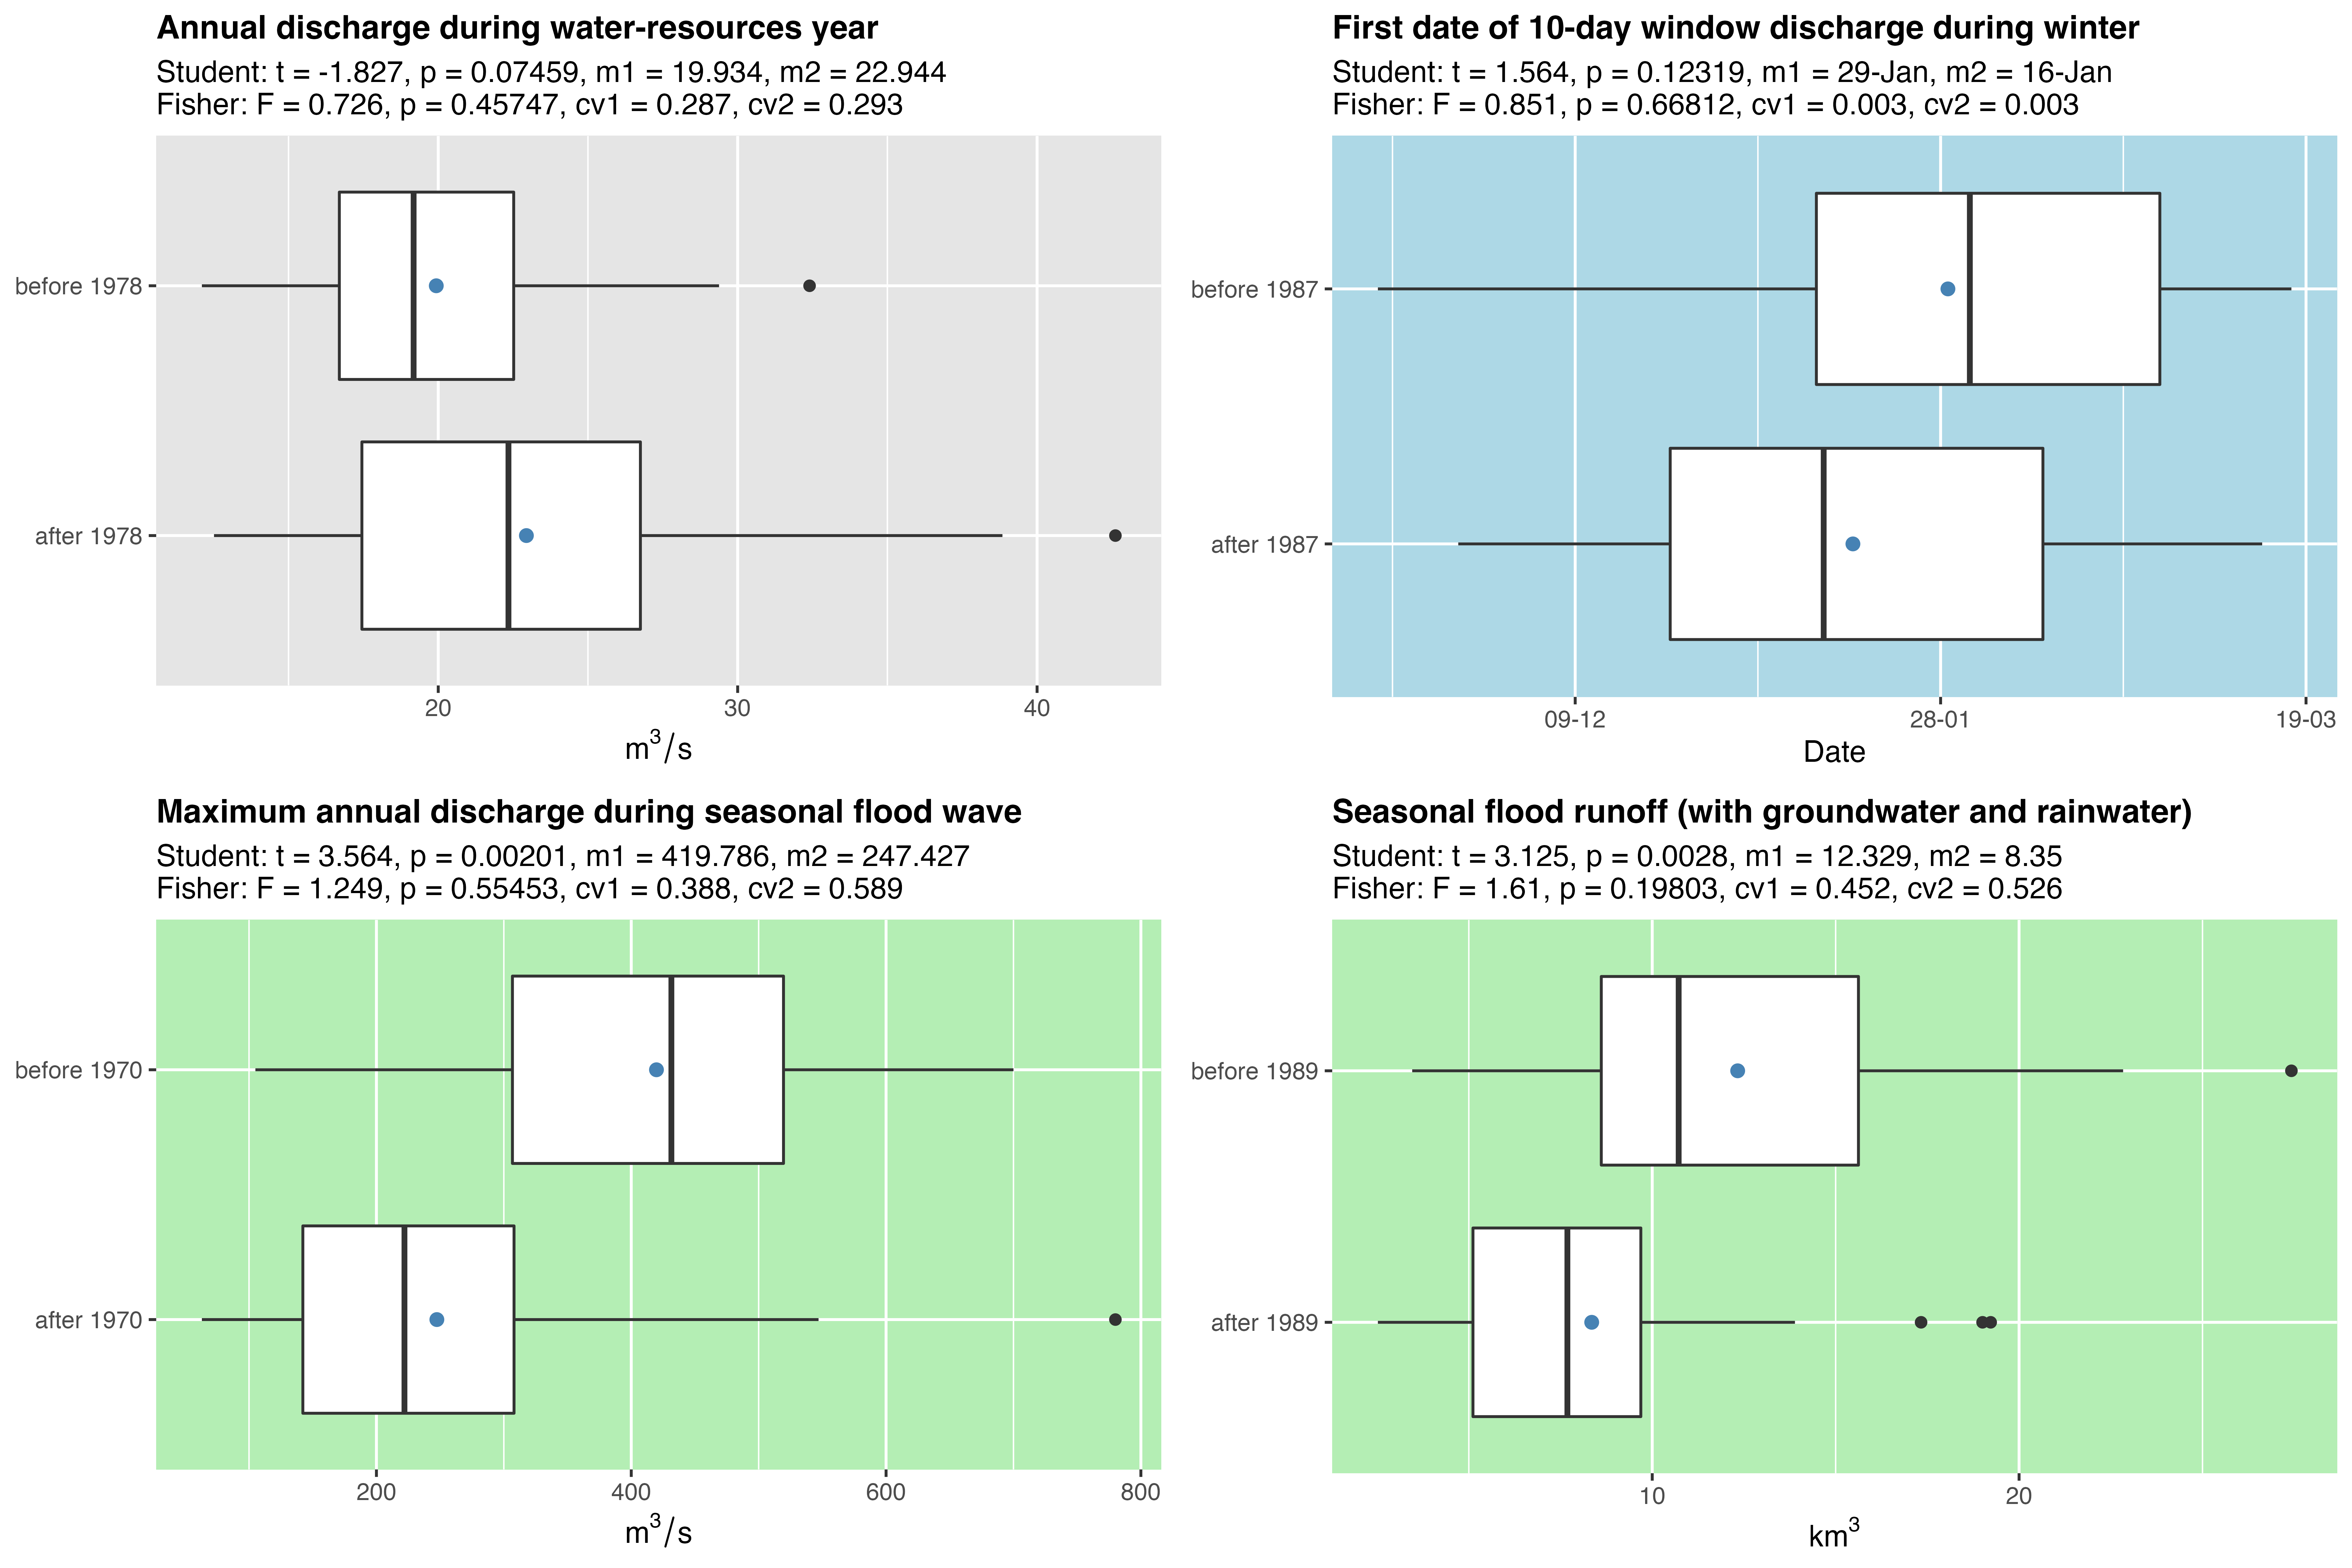 Annual discharge during water-resources year
Student: t = -1.827, p = 0.07459, m1 = 19.934, m2 = 22.944
Fisher: F = 0.726, p = 0.45747, cv1 = 0.287, cv2 = 0.293
before 1978
after 1978
20 30 40
m³/s
First date of 10-day window discharge during winter
Student: t = 1.564, p = 0.12319, m1 = 29-Jan, m2 = 16-Jan
Fisher: F = 0.851, p = 0.66812, cv1 = 0.003, cv2 = 0.003
before 1987
after 1987
09-12 28-01 19-03
Date
Maximum annual discharge during seasonal flood wave
Student: t = 3.564, p = 0.00201, m1 = 419.786, m2 = 247.427
Fisher: F = 1.249, p = 0.55453, cv1 = 0.388, cv2 = 0.589
before 1970
after 1970
200 400 600 800
m³/s
Seasonal flood runoff (with groundwater and rainwater)
Student: t = 3.125, p = 0.0028, m1 = 12.329, m2 = 8.35
Fisher: F = 1.61, p = 0.19803, cv1 = 0.452, cv2 = 0.526
before 1989
after 1989
10 20
km³